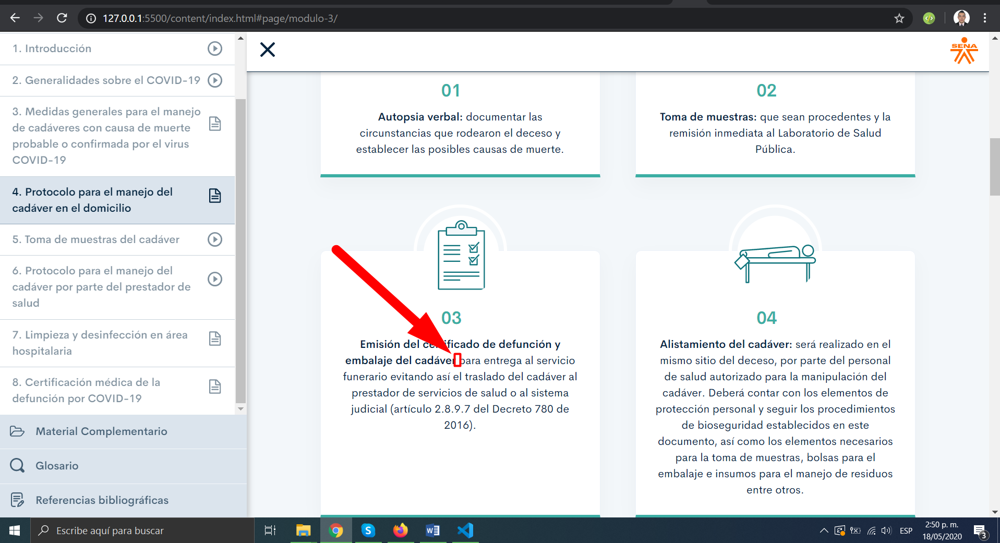 127.0.0.1:5500/content/index.html#page/modulo-3/
1. Introducción
2. Generalidades sobre el COVID-19
3. Medidas generales para el manejo
de cadáveres con causa de muerte
probable o confirmada por el virus
COVID-19
4. Protocolo para el manejo del
cadáver en el domicilio
5. Toma de muestras del cadáver
6. Protocolo para el manejo del
cadáver por parte del prestador de
salud
7. Limpieza y desinfección en área
hospitalaria
8. Certificación médica de la
defunción por COVID-19
Material Complementario
Glosario
Referencias bibliográficas
SENA
01
Autopsia verbal: documentar las
circunstancias que rodearon el deceso y
establecer las posibles causas de muerte.
02
Toma de muestras: que sean procedentes y la
remisión inmediata al Laboratorio de Salud
Pública.
03
Emisión del certificado de defunción y
embalaje del cadáver para entrega al servicio
funerario evitando así el traslado del cadáver al
prestador de servicios de salud o al sistema
judicial (artículo 2.8.9.7 del Decreto 780 de
2016).
04
Alistamiento del cadáver: será realizado en el
mismo sitio del deceso, por parte del personal
de salud autorizado para la manipulación del
cadáver. Deberá contar con los elementos de
protección personal y seguir los procedimientos
de bioseguridad establecidos en este
documento, así como los elementos necesarios
para la toma de muestras, bolsas para el
embalaje e insumos para el manejo de residuos
entre otros.
Escribe aquí para buscar
ESP
2:50 p. m.
18/05/2020
3